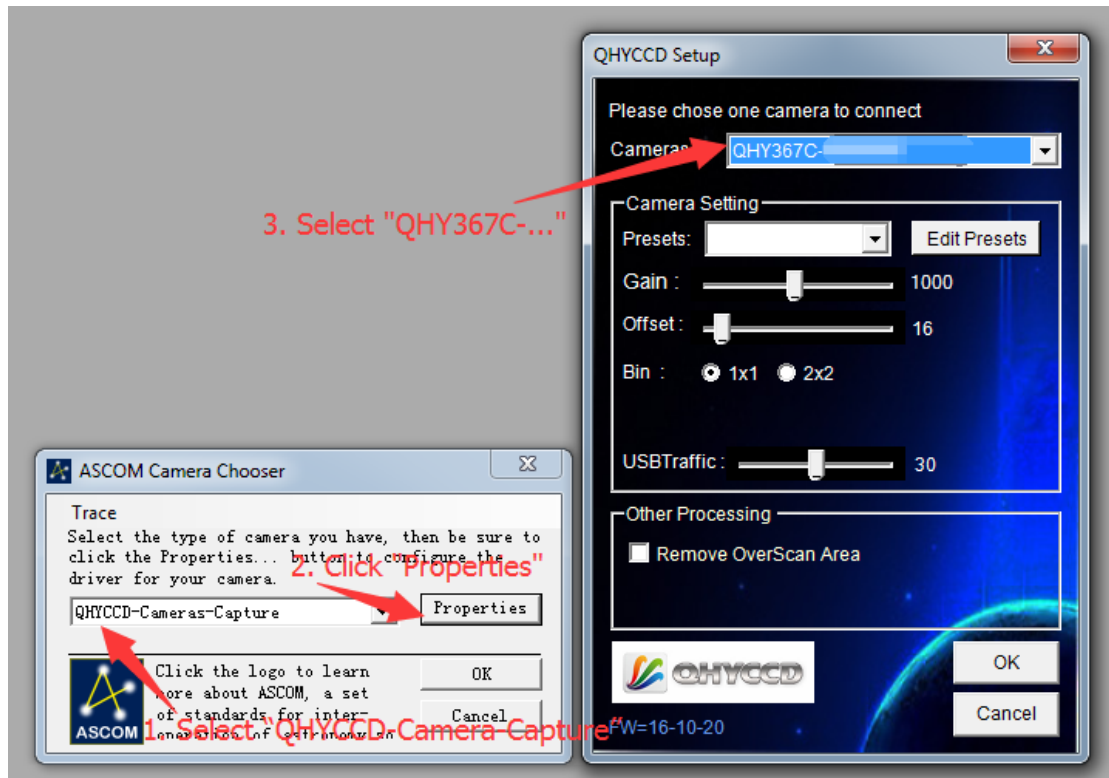 QHYCCD Setup
Please chose one camera to connect
Cameras
QHY367C-
3. Select "QHY367C-..."
Camera Setting
Presets:
Edit Presets
Gain :
1000
Offset :
16
Bin :
1x1
2x2
USBTraffic :
30
Other Processing
Remove OverScan Area
QHYCCD
OK
Cancel
FW=16-10-20
ASCOM Camera Chooser
Trace
Select the type of camera you have, then be sure to
click the Properties... button to configure the
driver for your camera.
2. Click "Properties"
QHYCCD-Cameras-Capture
Properties
Click the logo to learn
more about ASCOM, a set
of standards for inter-
ASCOM
OK
Cancel
1. Select "QHYCCD-Camera-Capture"